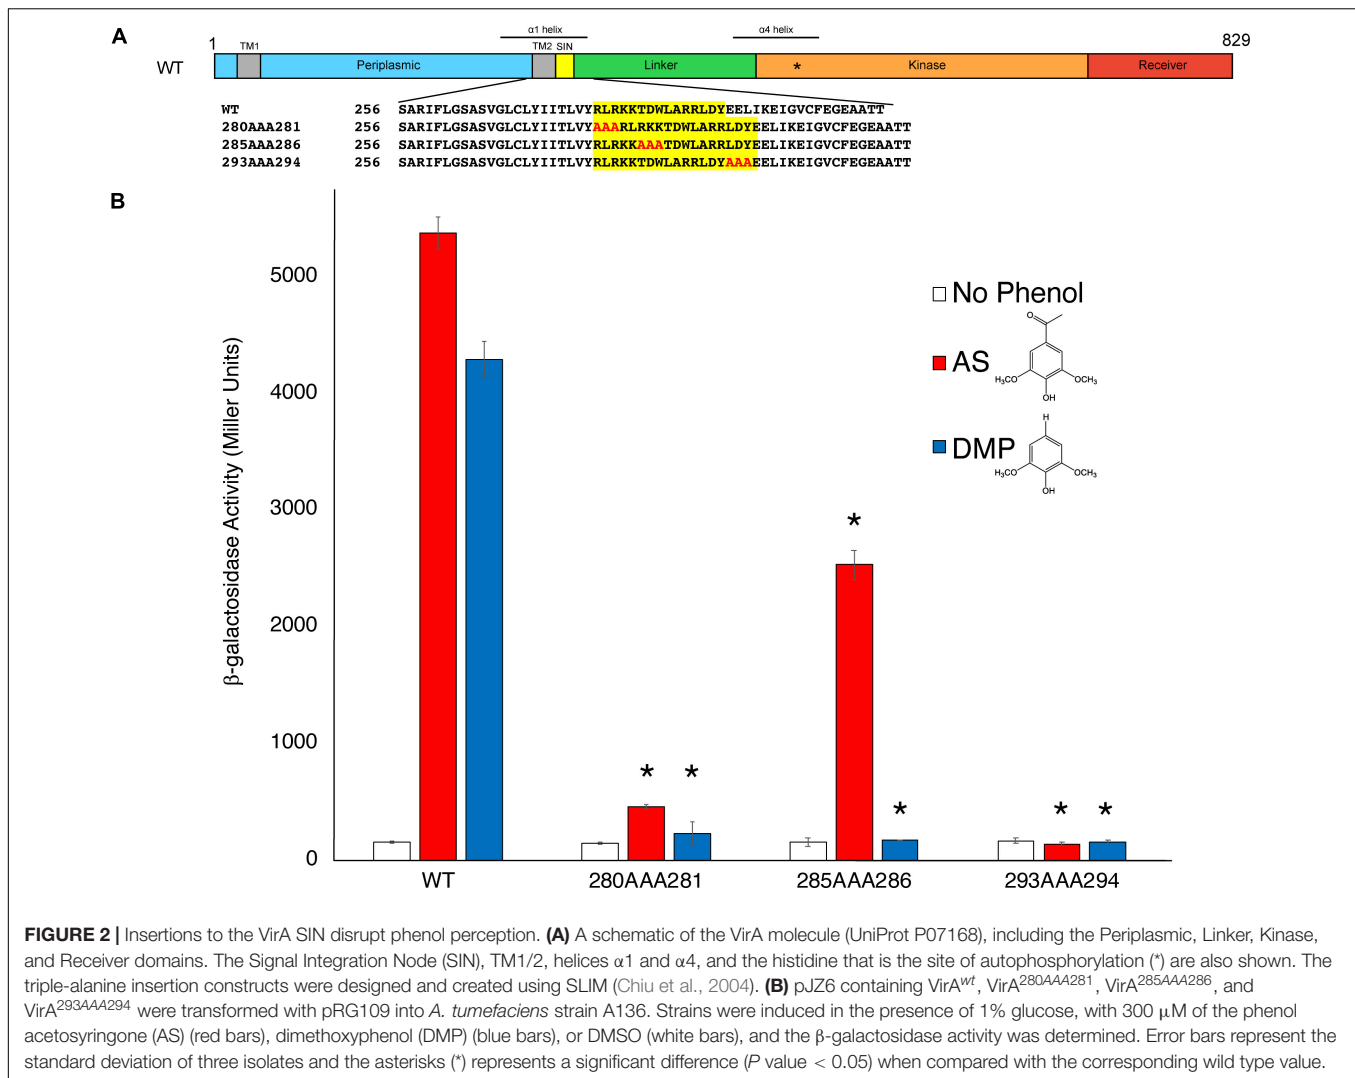 A
α1 helix
α4 helix
1
TM1
TM2
SIN
829
WT
Periplasmic
Linker
*
Kinase
Receiver
WT 256 SARIFLGSASVGLCLYIITLVYRLRKKTDWLARRLDYEELIKEIGVCFEGEAATT
280AAA281 256 SARIFLGSASVGLCLYIITLVYAAARLRKKTDWLARRLDYEELIKEIGVCFEGEAATT
285AAA286 256 SARIFLGSASVGLCLYIITLVYRLRKKAAATDWLARRLDYEELIKEIGVCFEGEAATT
293AAA294 256 SARIFLGSASVGLCLYIITLVYRLRKKTDWLARRLDYAAAEELIKEIGVCFEGEAATT
B
β-galactosidase Activity (Miller Units)
5000
4000
3000
2000
1000
0
No Phenol
AS
O
H₃CO
OCH₃
OH
DMP
H
H₃CO
OCH₃
OH
* * * * * *
WT
280AAA281
285AAA286
293AAA294
FIGURE 2 | Insertions to the VirA SIN disrupt phenol perception. (A) A schematic of the VirA molecule (UniProt P07168), including the Periplasmic, Linker, Kinase,
and Receiver domains. The Signal Integration Node (SIN), TM1/2, helices α1 and α4, and the histidine that is the site of autophosphorylation (*) are also shown. The
triple-alanine insertion constructs were designed and created using SLIM (Chiu et al., 2004). (B) pJZ6 containing VirAwt, VirA280AAA281, VirA285AAA286, and
VirA293AAA294 were transformed with pRG109 into A. tumefaciens strain A136. Strains were induced in the presence of 1% glucose, with 300 μM of the phenol
acetosyringone (AS) (red bars), dimethoxyphenol (DMP) (blue bars), or DMSO (white bars), and the β-galactosidase activity was determined. Error bars represent the
standard deviation of three isolates and the asterisks (*) represents a significant difference (P value < 0.05) when compared with the corresponding wild type value.